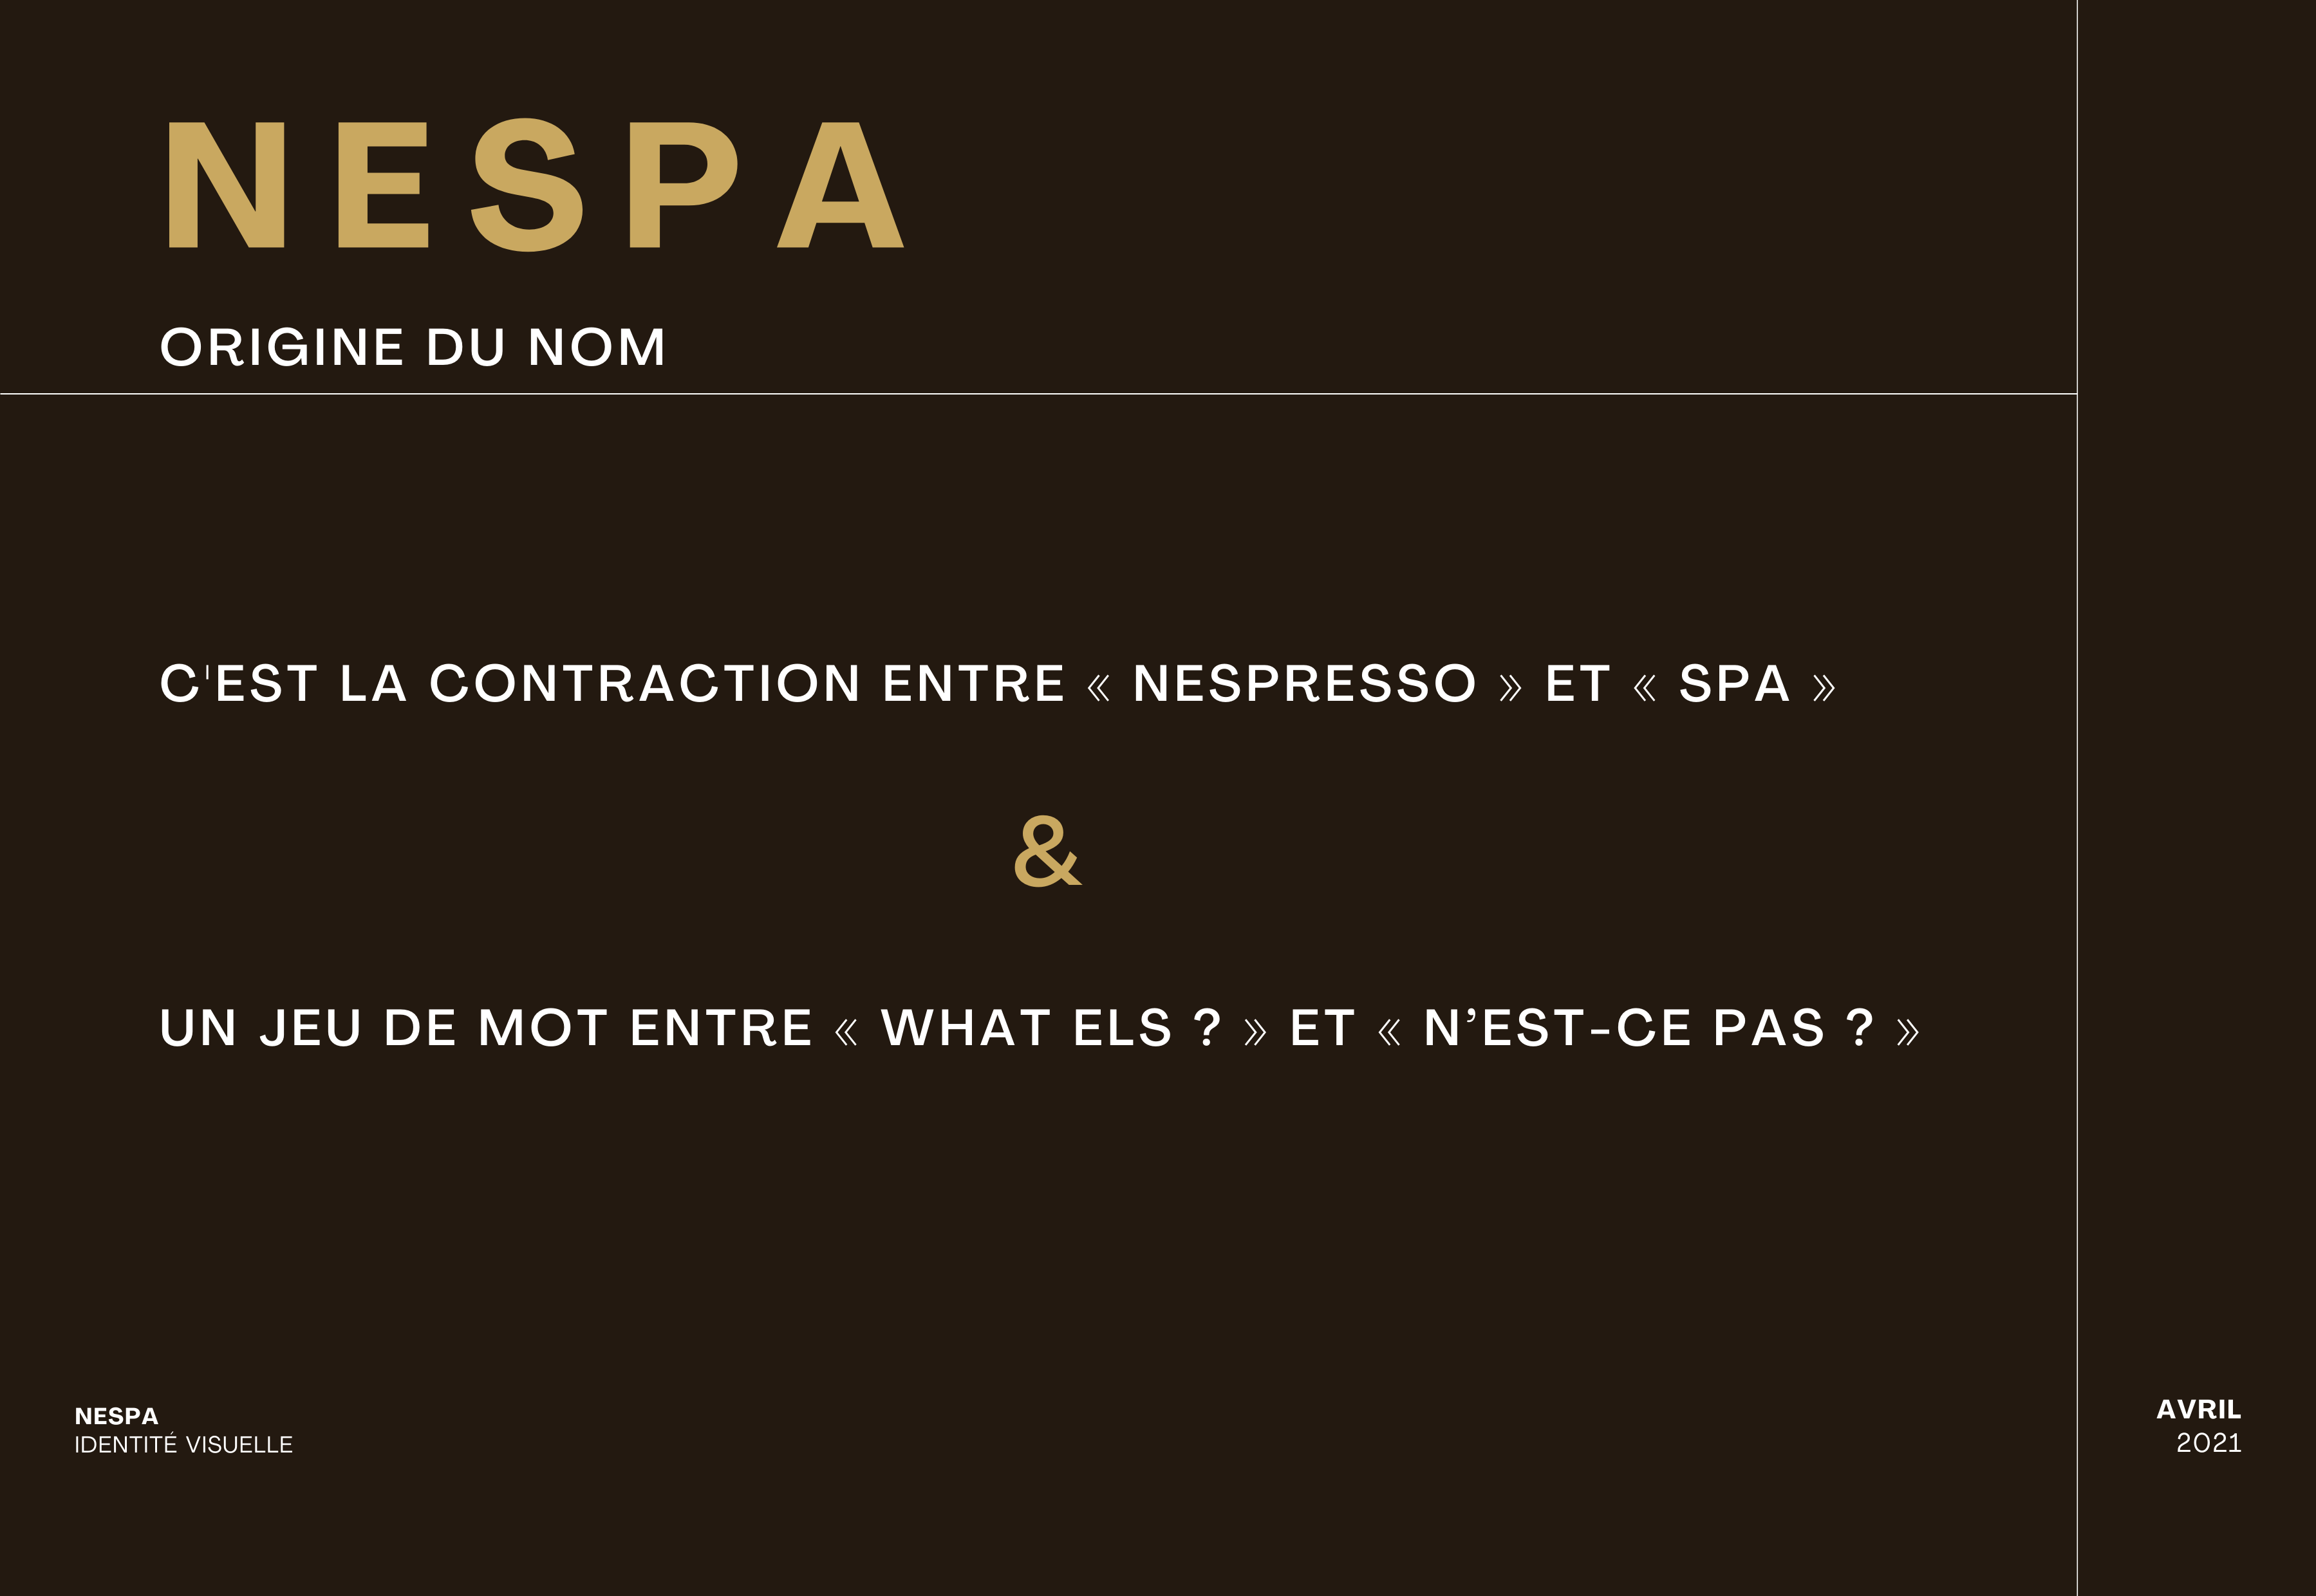 NESPA
ORIGINE DU NOM
C'EST LA CONTRACTION ENTRE « NESPRESSO » ET « SPA »
&
UN JEU DE MOT ENTRE « WHAT ELS ? » ET « N’EST-CE PAS ? »
NESPA
IDENTITÉ VISUELLE
AVRIL
2021